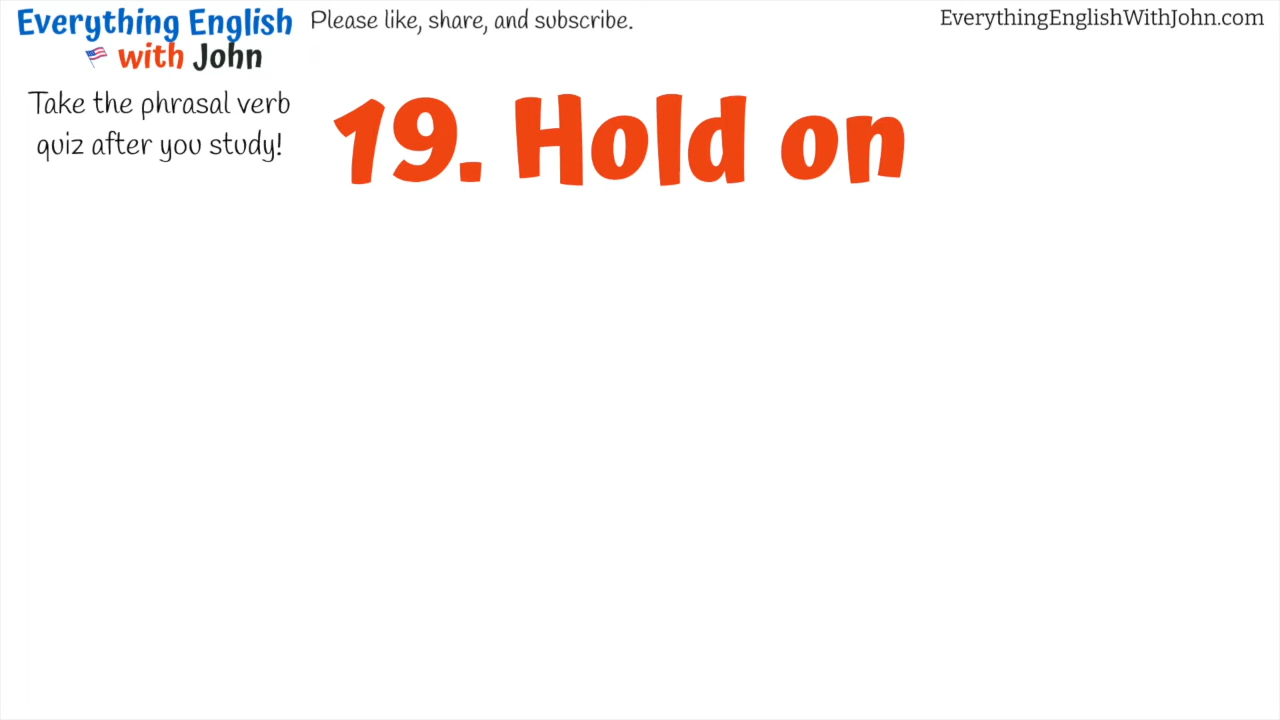 Everything English
with John
Please like, share, and subscribe.
EverythingEnglishWithJohn.com
Take the phrasal verb
quiz after you study!
19. Hold on